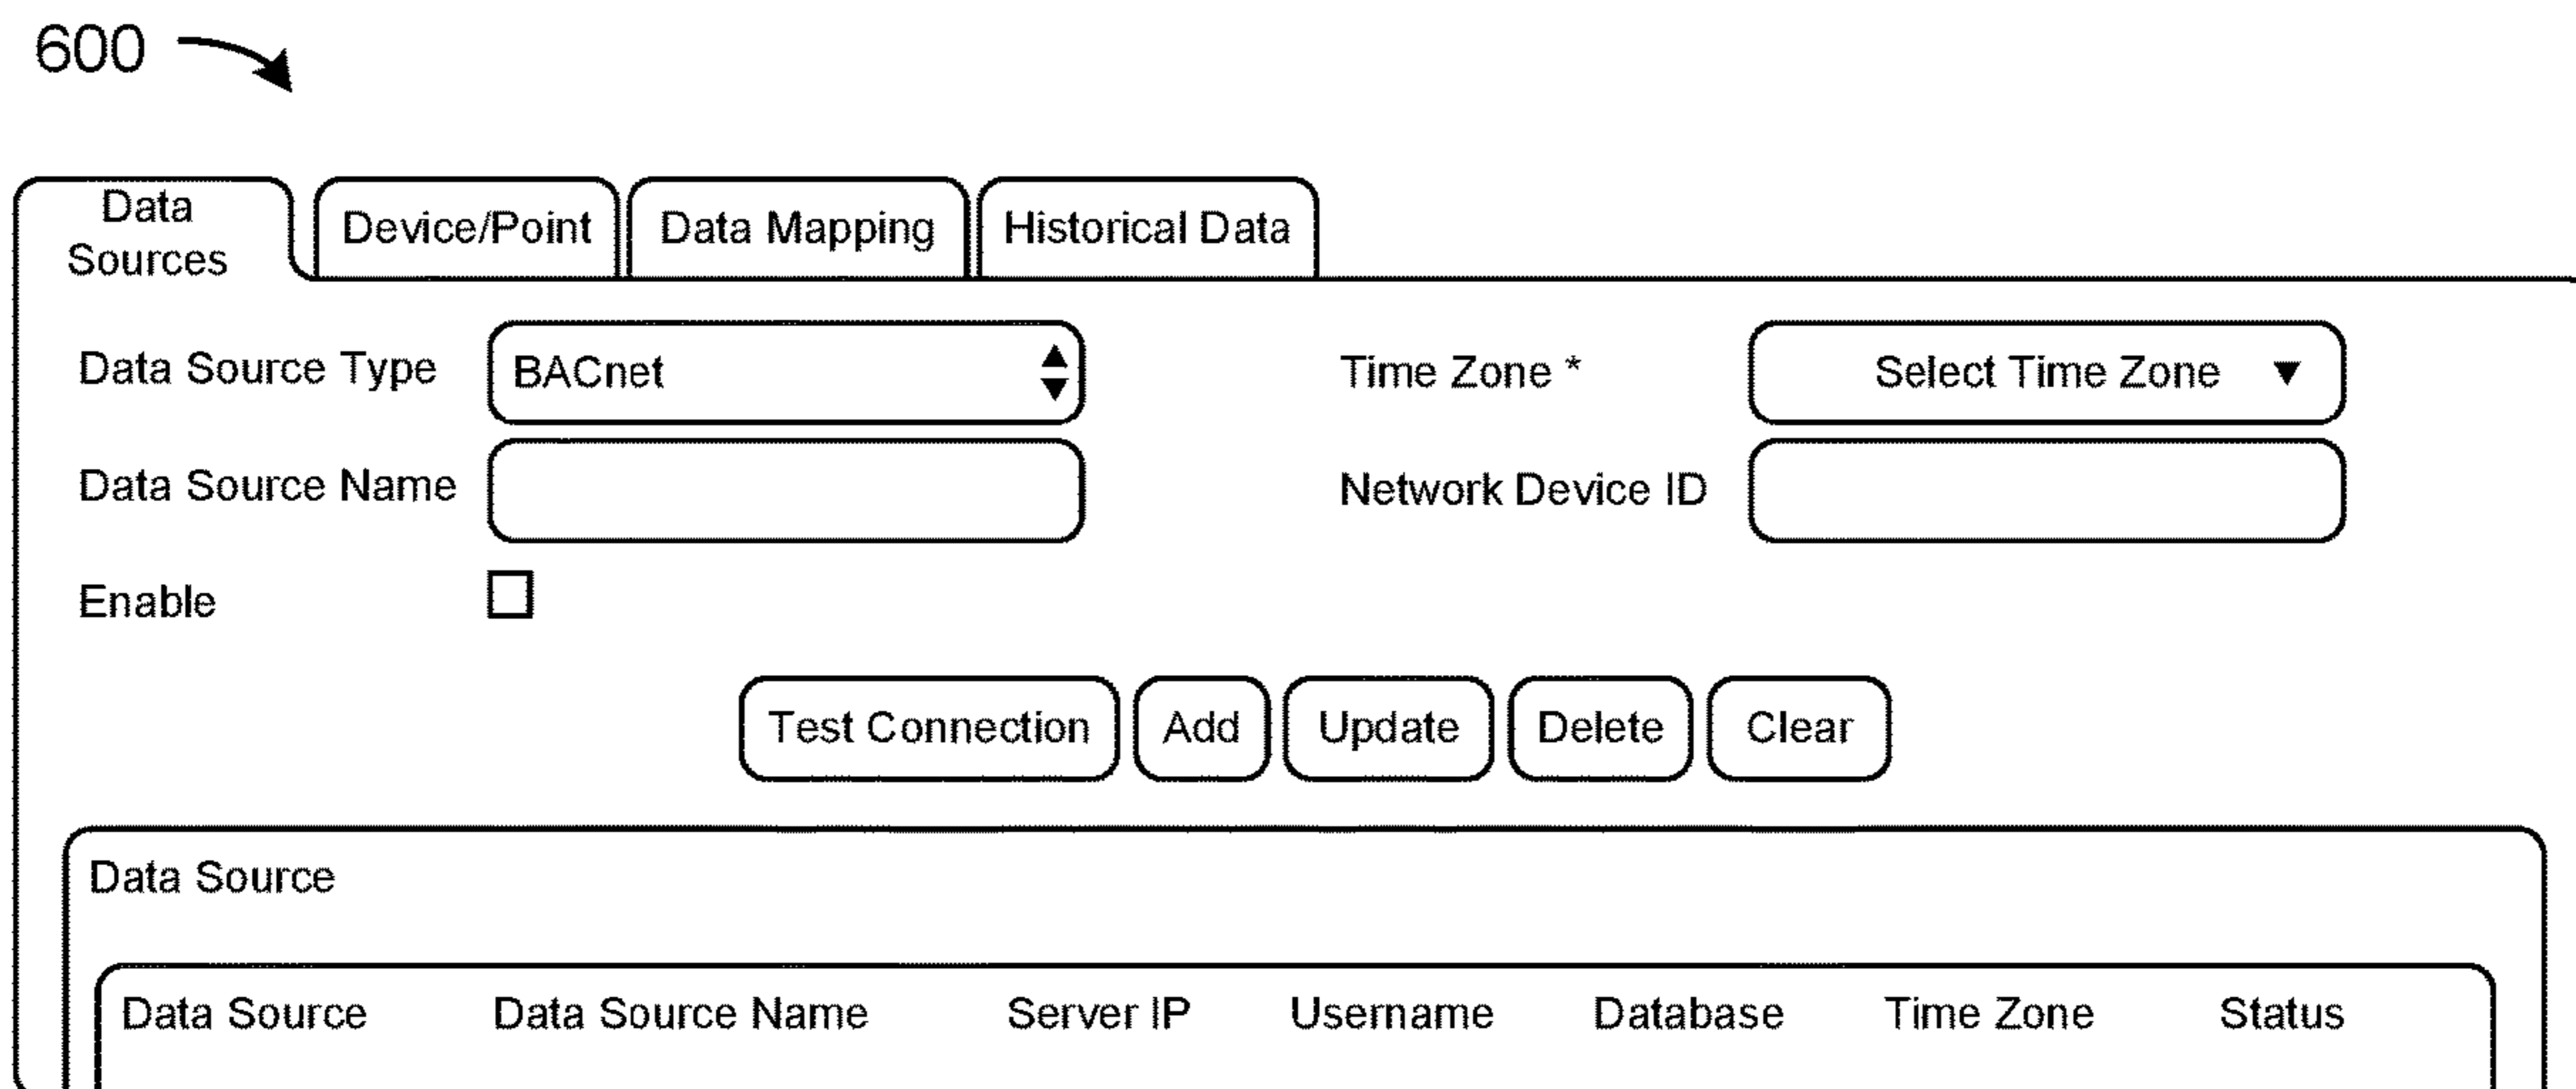 600
Data
Sources
Device/Point
Data Mapping
Historical Data
Data Source Type
BACnet
Time Zone *
Select Time Zone
Data Source Name
Network Device ID
Enable
Test Connection
Add
Update
Delete
Clear
Data Source
Data Source
Data Source Name
Server IP
Username
Database
Time Zone
Status